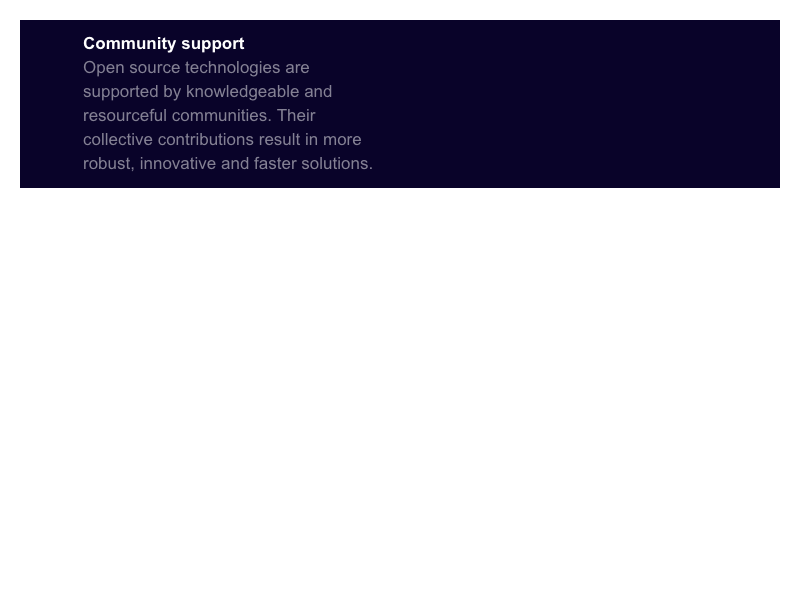 Community support
Open source technologies are
supported by knowledgeable and
resourceful communities. Their
collective contributions result in more
robust, innovative and faster solutions.